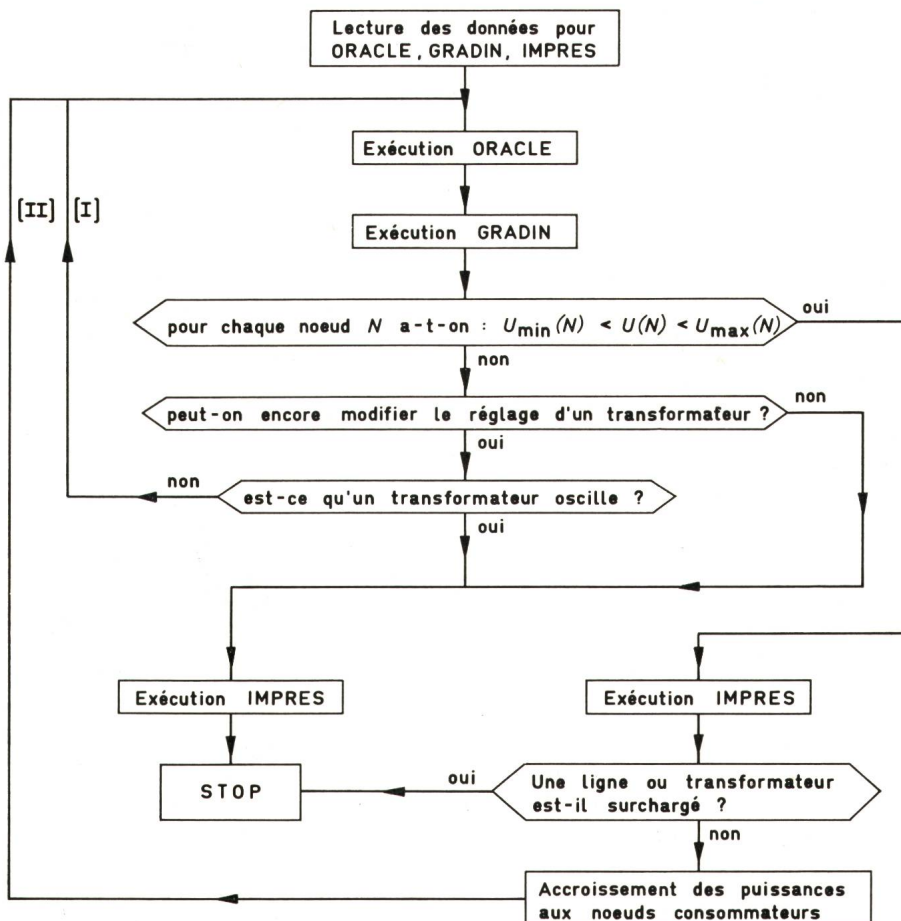 Lecture des données pour
ORACLE, GRADIN, IMPRES
Exécution ORACLE
[II] [I]
Exécution GRADIN
pour chaque noeud N a-t-on : Umin(N) < U(N) < Umax(N)
oui
non
peut-on encore modifier le réglage d'un transformateur ?
non
oui
non
est-ce qu'un transformateur oscille ?
oui
Exécution IMPRES
Exécution IMPRES
STOP
oui
Une ligne ou transformateur
est-il surchargé ?
non
Accroissement des puissances
aux noeuds consommateurs